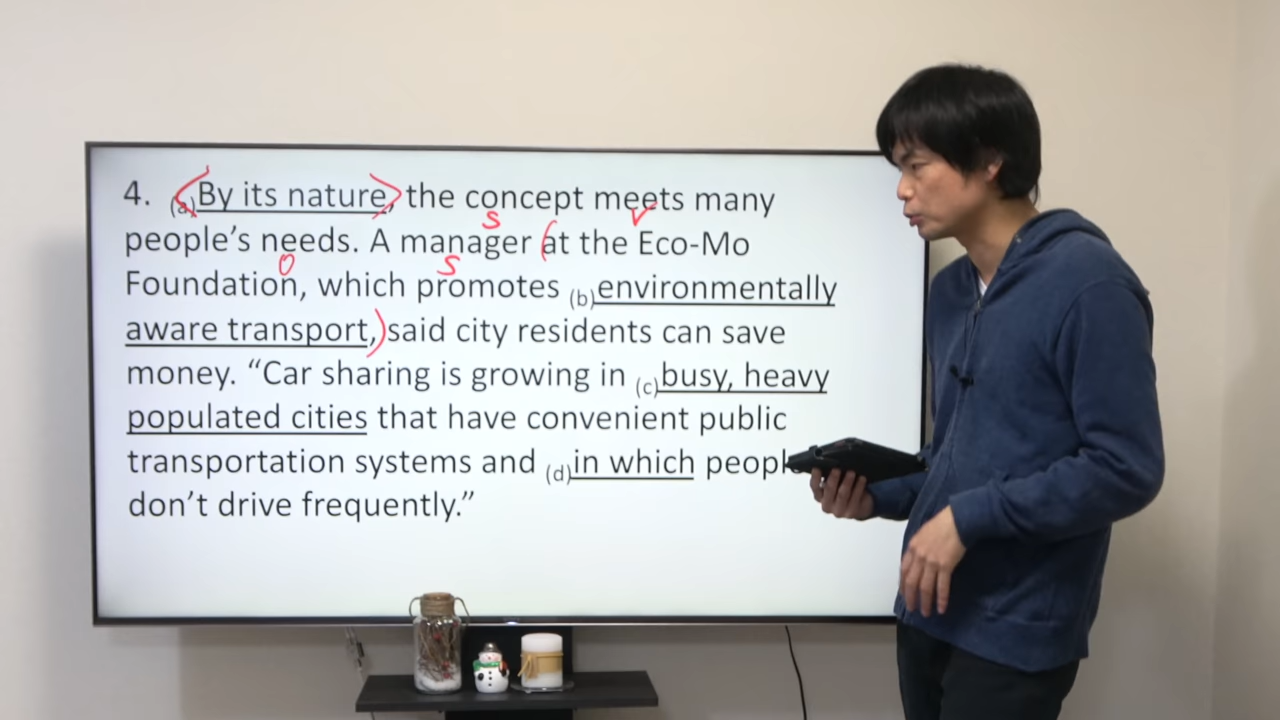 4. (a)By its nature, the concept meets many
S V
people's needs. A manager at the Eco-Mo
O S
Foundation, which promotes (b)environmentally
aware transport, said city residents can save
money. “Car sharing is growing in (c)busy, heavy
populated cities that have convenient public
transportation systems and (d)in which
don't drive frequently.”